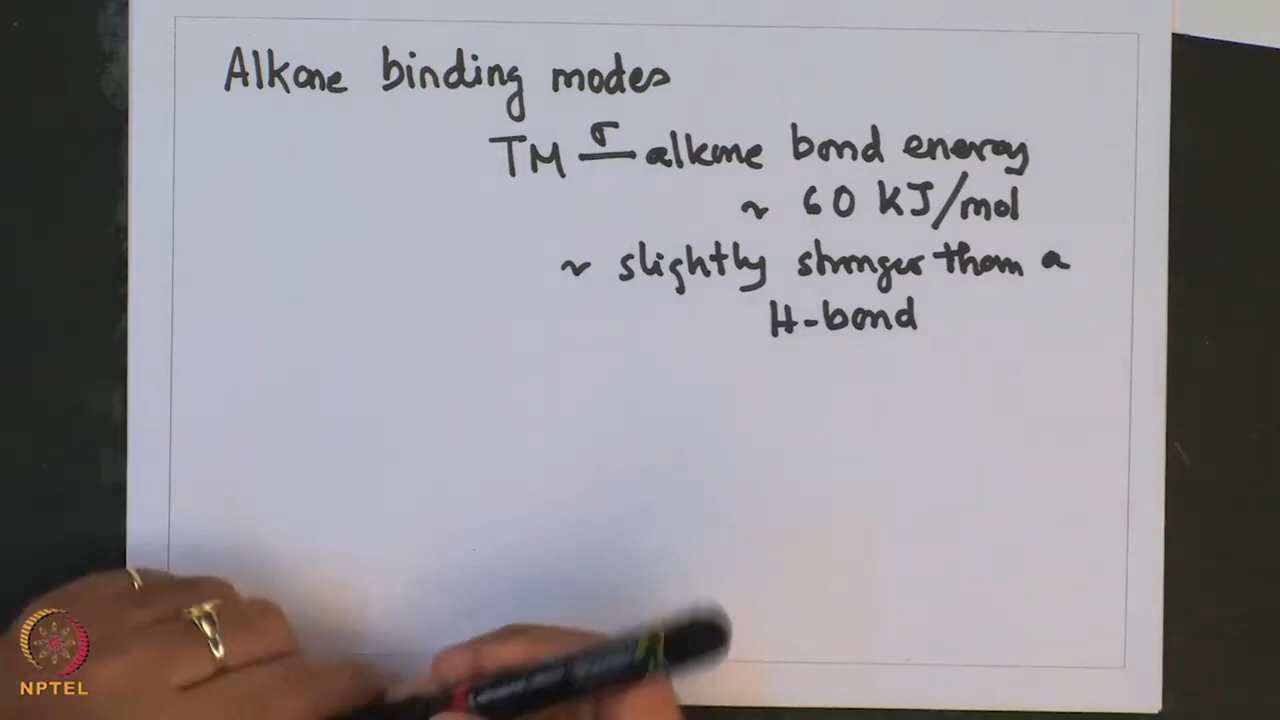 Alkane binding modes
σ
TM — alkane bond energy
~ 60 KJ/mol
~ slightly stronger than a
H-bond
NPTEL